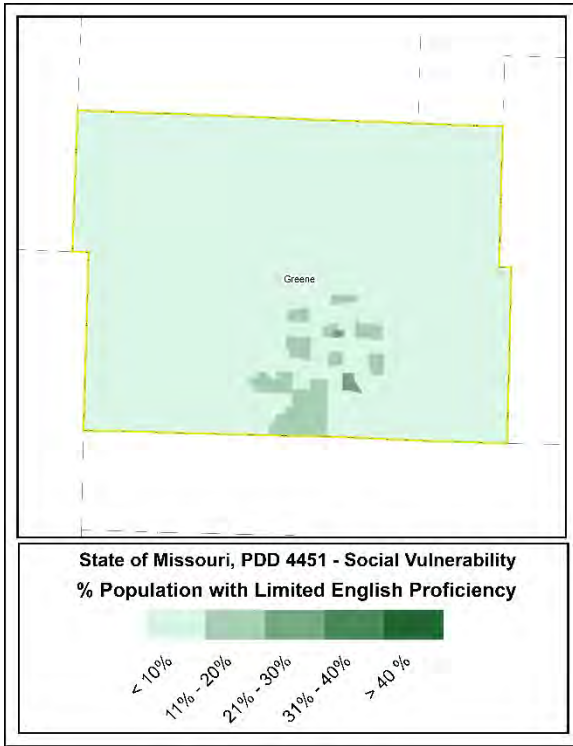 Greene
State of Missouri, PDD 4451 - Social Vulnerability
% Population with Limited English Proficiency
< 10%
11% - 20%
21% - 30%
31% - 40%
> 40 %